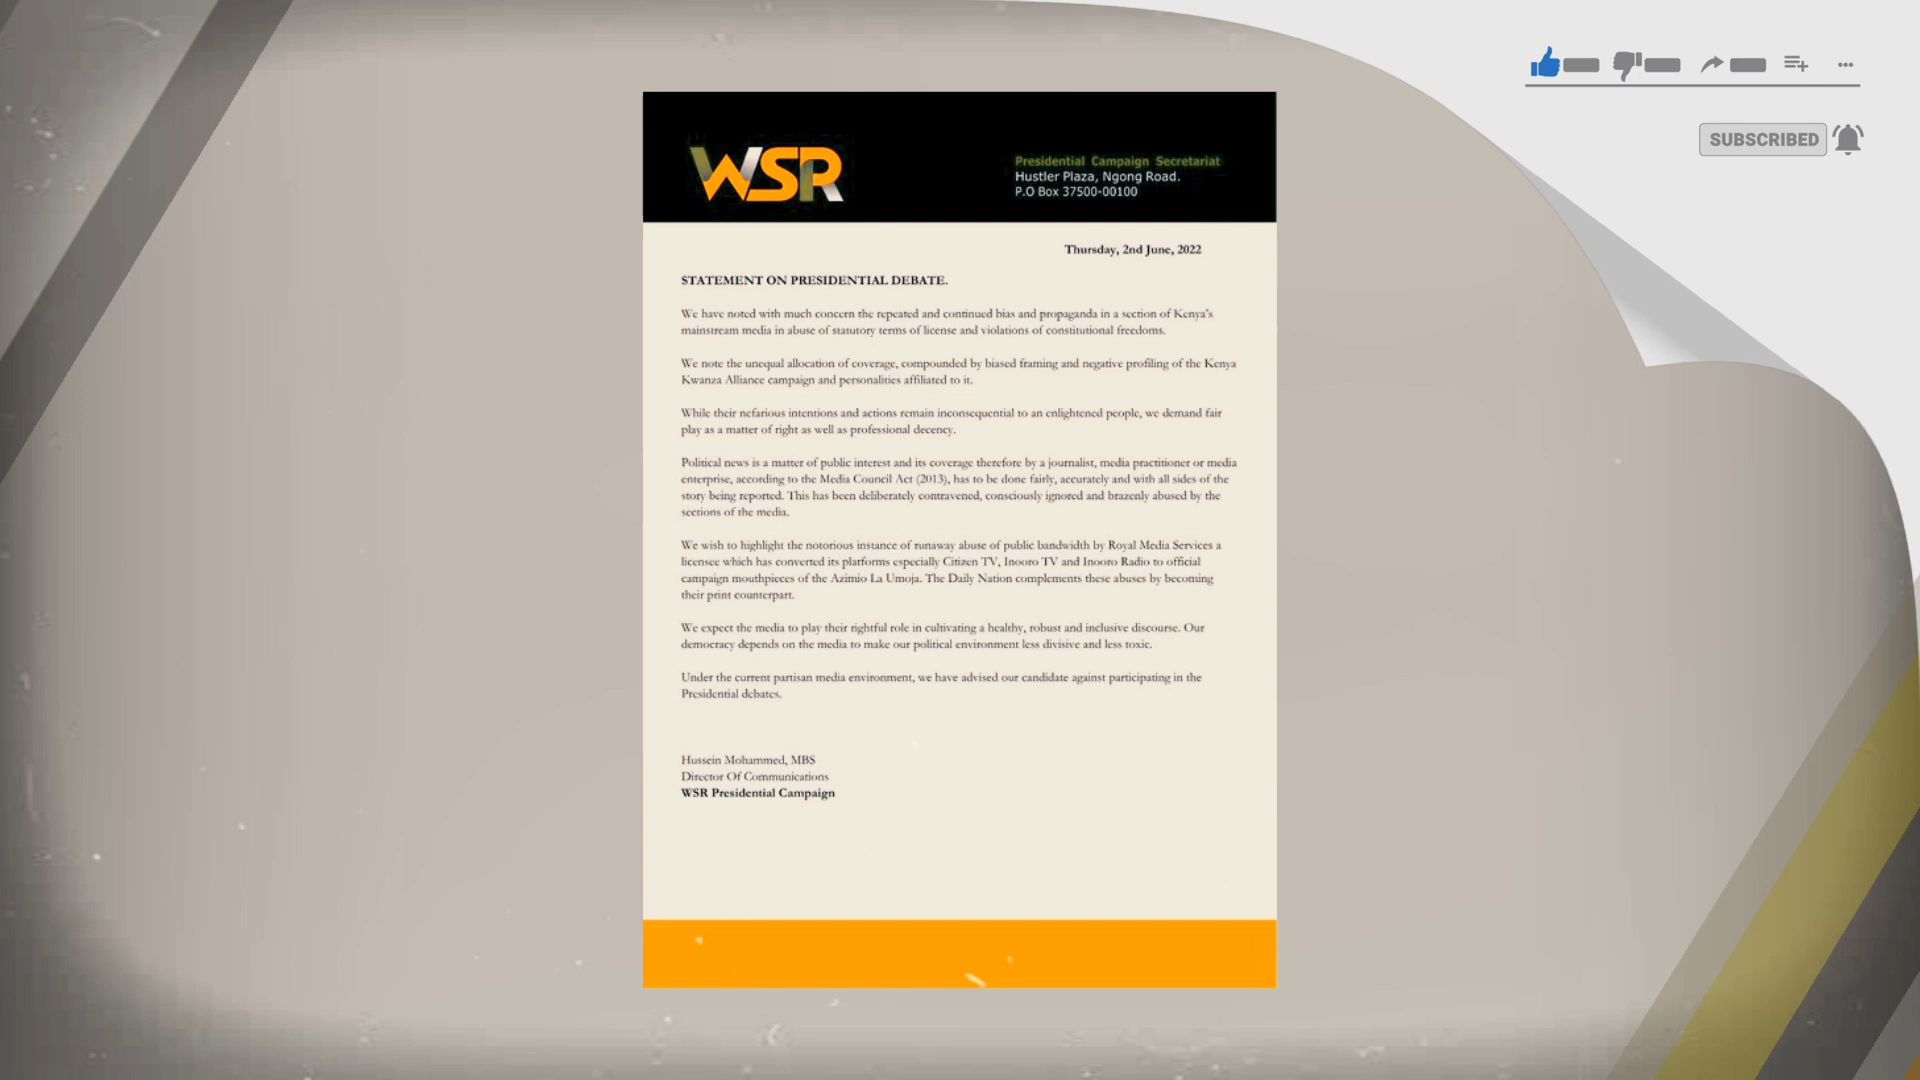 SUBSCRIBED
WSR
Presidential Campaign Secretariat
Hustler Plaza, Ngong Road.
P.O Box 37500-00100
Thursday, 2nd June, 2022
STATEMENT ON PRESIDENTIAL DEBATE.
We have noted with much concern the repeated and continued bias and propaganda in a section of Kenya's
mainstream media in abuse of statutory terms of license and violations of constitutional freedoms.
We note the unequal allocation of coverage, compounded by biased framing and negative profiling of the Kenya
Kwanza Alliance campaign and personalities affiliated to it.
While their nefarious intentions and actions remain inconsequential to an enlightened people, we demand fair
play as a matter of right as well as professional decency.
Political news is a matter of public interest and its coverage therefore by a journalist, media practitioner or media
enterprise, according to the Media Council Act (2013), has to be done fairly, accurately and with all sides of the
story being reported. This has been deliberately contravened, consciously ignored and brazenly abused by the
sections of the media.
We wish to highlight the notorious instance of runaway abuse of public bandwidth by Royal Media Services a
licensee which has converted its platforms especially Citizen TV, Inooro TV and Inooro Radio to official
campaign mouthpieces of the Azimio La Umoja. The Daily Nation complements these abuses by becoming
their print counterpart.
We expect the media to play their rightful role in cultivating a healthy, robust and inclusive discourse. Our
democracy depends on the media to make our political environment less divisive and less toxic.
Under the current partisan media environment, we have advised our candidate against participating in the
Presidential debates.
Hussein Mohammed, MBS
Director Of Communications
WSR Presidential Campaign